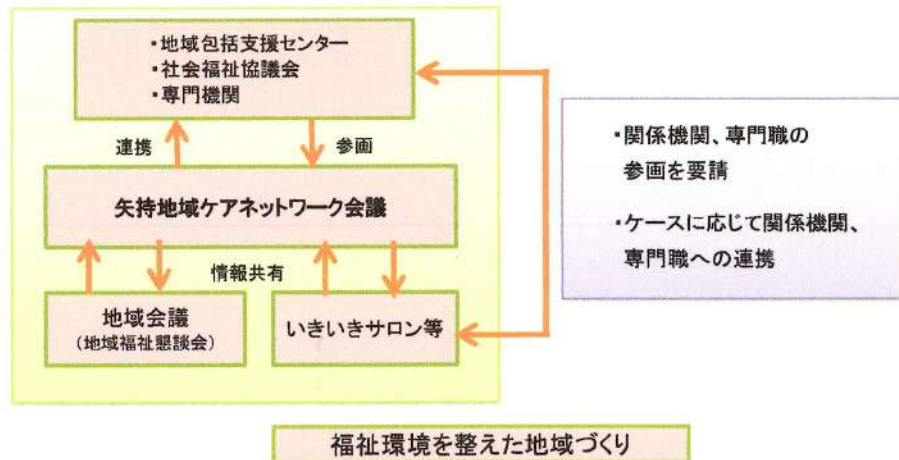 ・地域包括支援センター
・社会福祉協議会
・専門機関
連携
参画
矢持地域ケアネットワーク会議
情報共有
地域会議
(地域福祉懇談会)
いきいきサロン等
・関係機関、専門職の
参画を要請
・ケースに応じて関係機関、
専門職への連携
福祉環境を整えた地域づくり